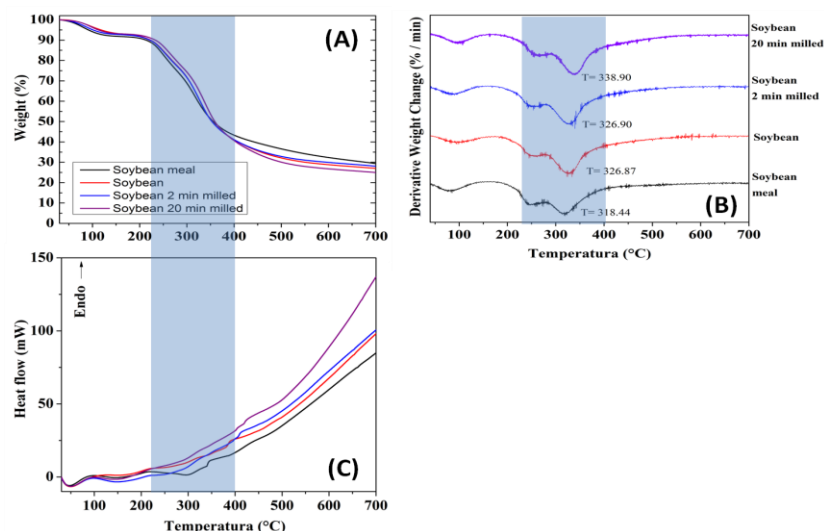 (A)
Weight (%)
100
90
80
70
60
50
40
30
20
10
0
Soybean meal
Soybean
Soybean 2 min milled
Soybean 20 min milled
100 200 300 400 500 600 700
(B)
Derivative Weight Change (% / min)
Soybean
20 min milled
T= 338.90
Soybean
2 min milled
T= 326.90
Soybean
T= 326.87
Soybean
meal
T= 318.44
100 200 300 400 500 600 700
Temperatura (°C)
(C)
Heat flow (mW)
Endo
150
100
50
0
100 200 300 400 500 600 700
Temperatura (°C)